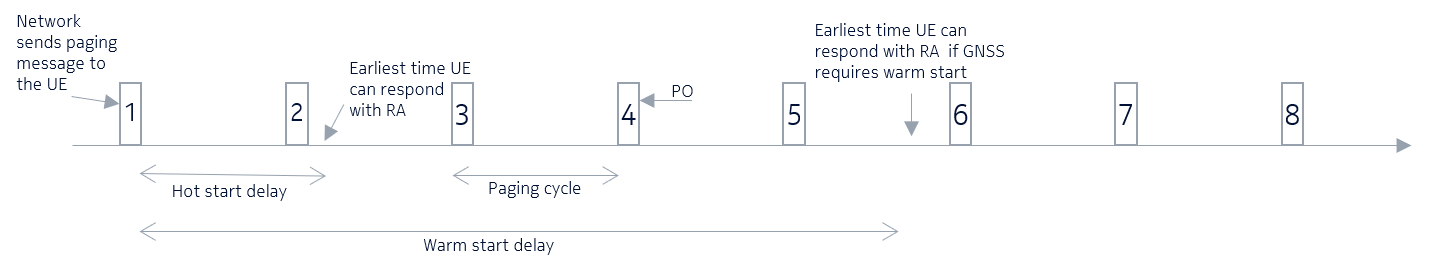 Network
sends paging
message to
the UE
Earliest time UE
can respond
with RA
Earliest time UE can
respond with RA  if GNSS
requires warm start
PO
1
2
3
4
5
6
7
8
Hot start delay
Paging cycle
Warm start delay